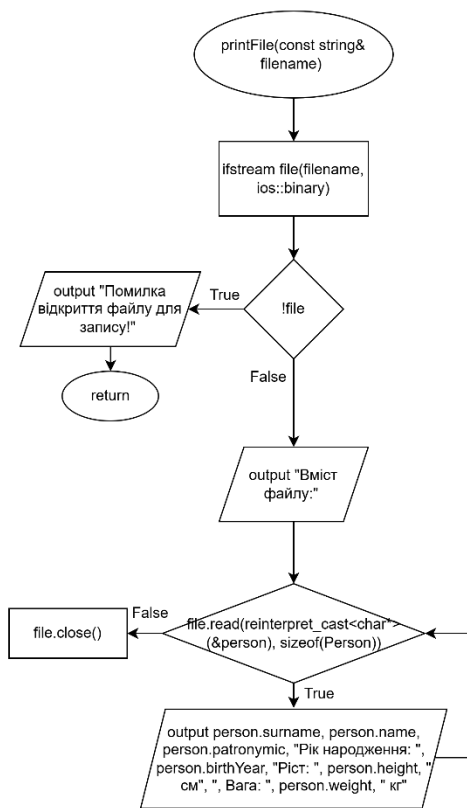 printFile(const string&
filename)
ifstream file(filename,
ios::binary)
!file
True
output "Помилка
відкриття файлу для
запису!"
return
False
output "Вміст
файлу:"
file.read(reinterpret_cast<char*>
(&person), sizeof(Person))
False
file.close()
True
output person.surname, person.name,
person.patronymic, "Рік народження: ",
person.birthYear, "Ріст: ", person.height, "
см", ", Вага: ", person.weight, " кг"